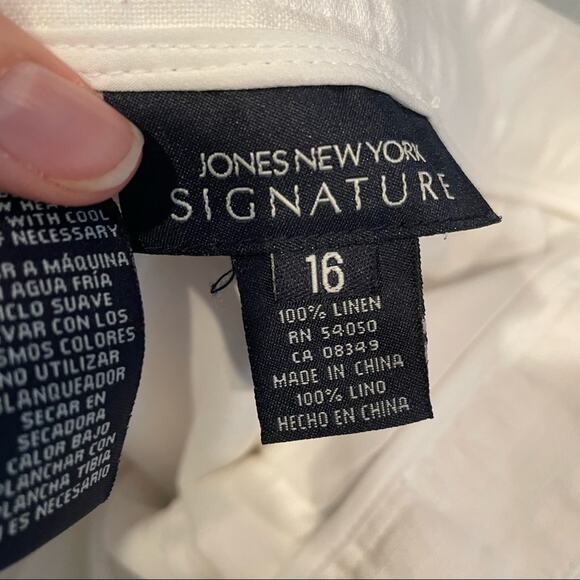 JONES NEW YORK
SIGNATURE
16
100% LINEN
RN 54050
CA 08349
MADE IN CHINA
100% LINO
HECHO EN CHINA
WITH COOL
NECESSARY
A MÁQUINA
AGUA FRÍA
CICLO SUAVE
CON LOS
COLORES
NO UTILIZAR
BLANQUEADOR
SECAR EN
SECADORA
CALOR BAJO
PLANCHAR CON
PLANCHA TIBIA
ES NECESARIO